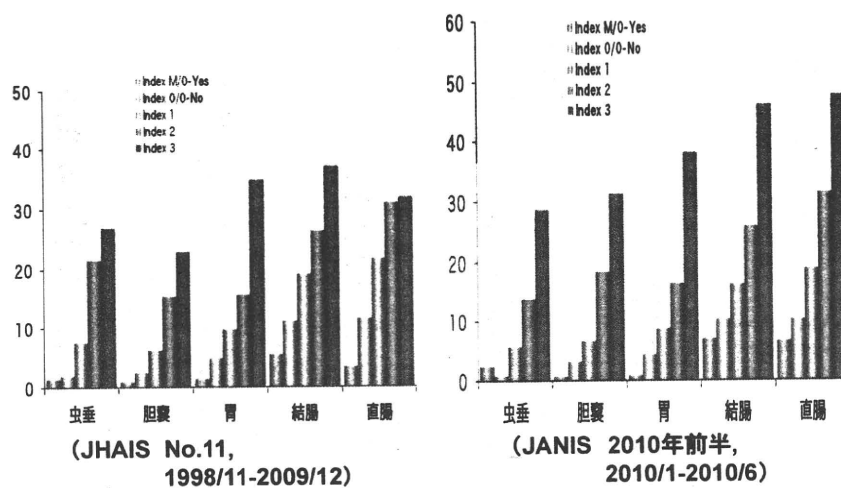 Index M/0-Yes
Index 0/0-No
Index 1
Index 2
Index 3
50
40
30
20
10
0
虫垂 胆嚢 胃 結腸 直腸
(JHAIS No.11,
1998/11-2009/12)
Index M/0-Yes
Index 0/0-No
Index 1
Index 2
Index 3
60
50
40
30
20
10
0
虫垂 胆嚢 胃 結腸 直腸
(JANIS 2010年前半,
2010/1-2010/6)